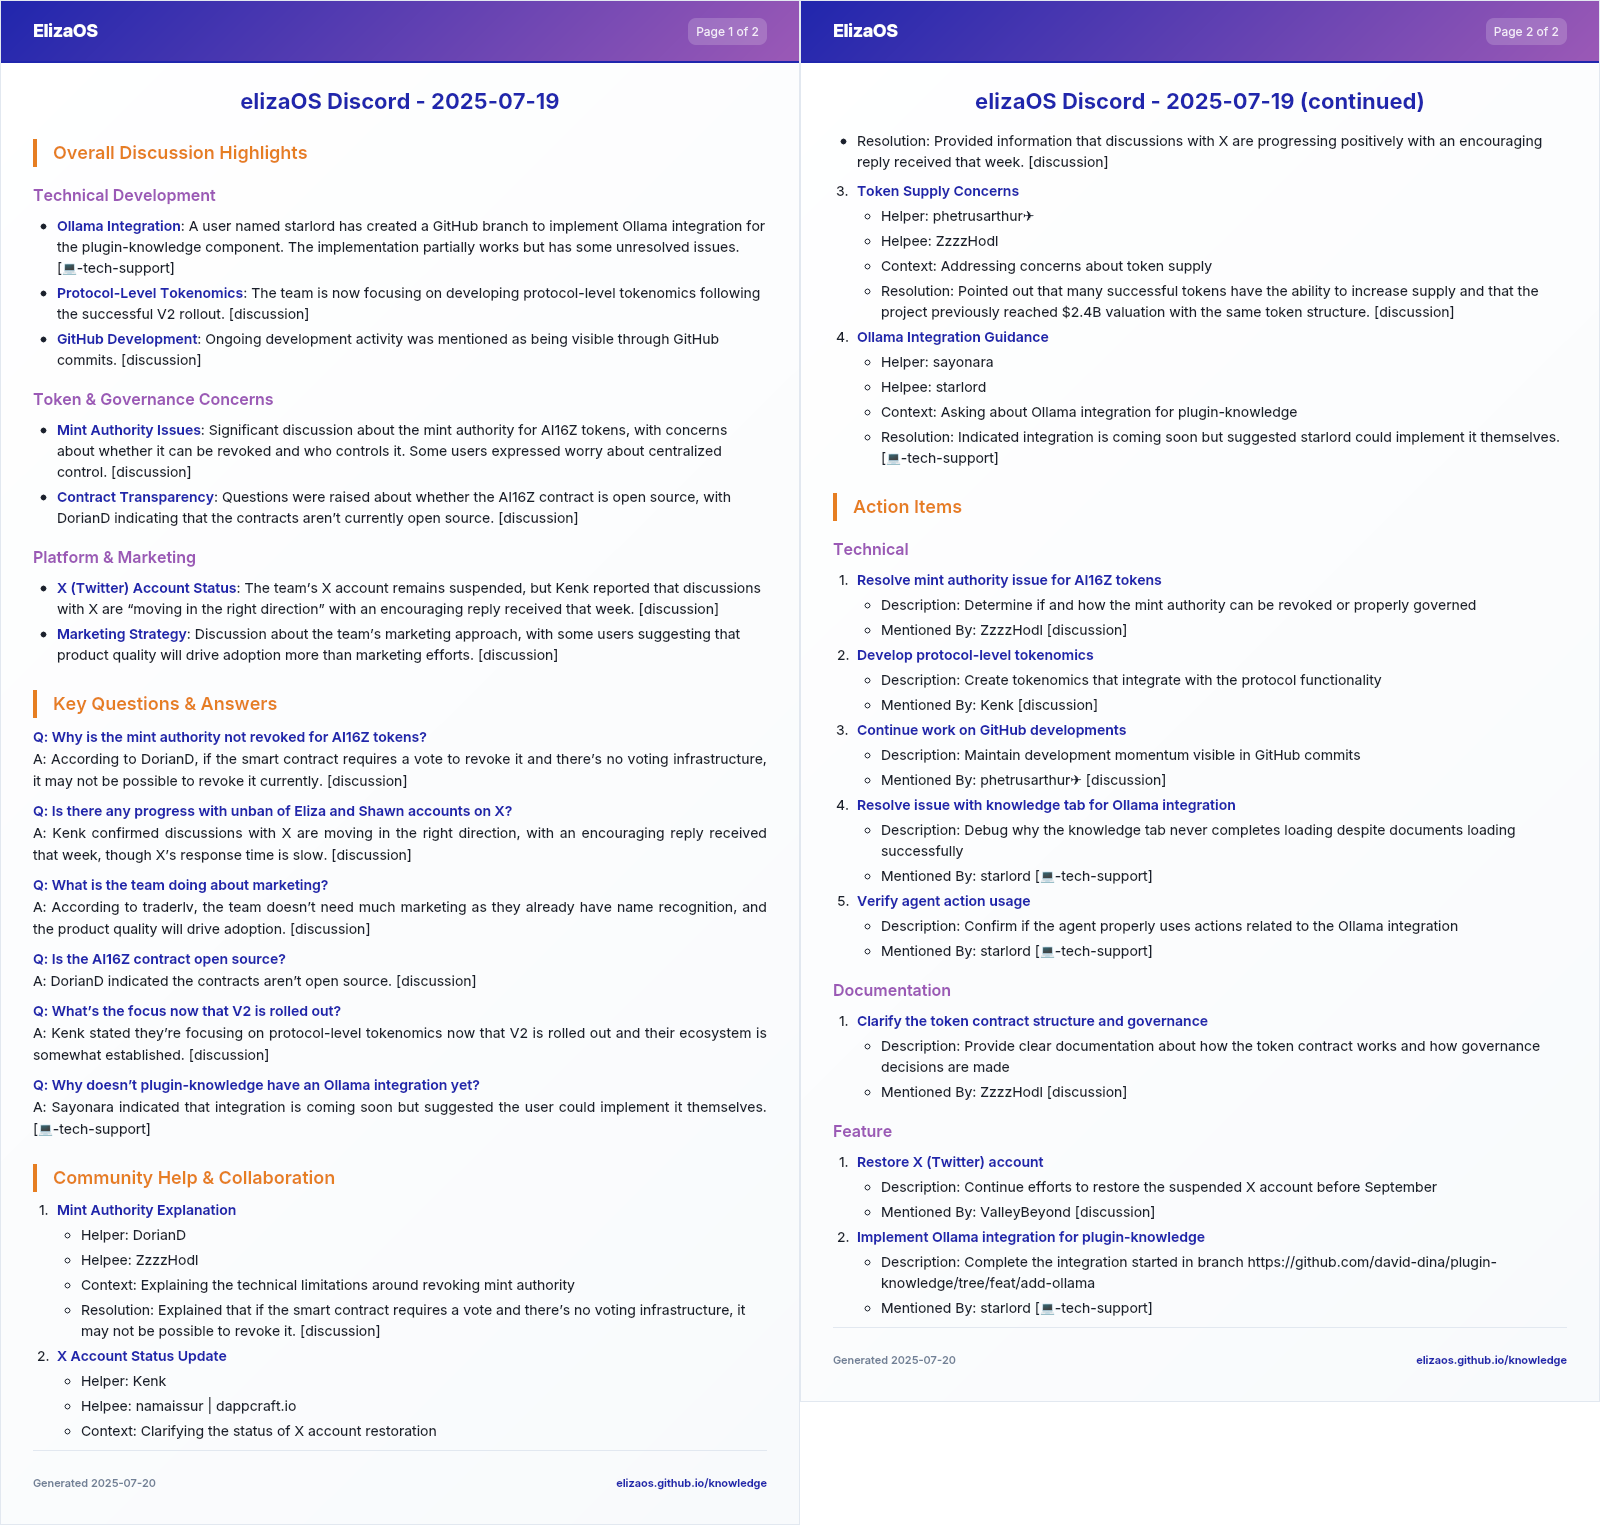 ElizaOS
Page 1 of 2
elizaOS Discord - 2025-07-19
Overall Discussion Highlights
Technical Development
• Ollama Integration: A user named starlord has created a GitHub branch to implement Ollama integration for
the plugin-knowledge component. The implementation partially works but has some unresolved issues.
[💻-tech-support]
• Protocol-Level Tokenomics: The team is now focusing on developing protocol-level tokenomics following
the successful V2 rollout. [discussion]
• GitHub Development: Ongoing development activity was mentioned as being visible through GitHub
commits. [discussion]
Token & Governance Concerns
• Mint Authority Issues: Significant discussion about the mint authority for AI16Z tokens, with concerns
about whether it can be revoked and who controls it. Some users expressed worry about centralized
control. [discussion]
• Contract Transparency: Questions were raised about whether the AI16Z contract is open source, with
DorianD indicating that the contracts aren’t currently open source. [discussion]
Platform & Marketing
• X (Twitter) Account Status: The team’s X account remains suspended, but Kenk reported that discussions
with X are “moving in the right direction” with an encouraging reply received that week. [discussion]
• Marketing Strategy: Discussion about the team’s marketing approach, with some users suggesting that
product quality will drive adoption more than marketing efforts. [discussion]
Key Questions & Answers
Q: Why is the mint authority not revoked for AI16Z tokens?
A: According to DorianD, if the smart contract requires a vote to revoke it and there’s no voting infrastructure,
it may not be possible to revoke it currently. [discussion]
Q: Is there any progress with unban of Eliza and Shawn accounts on X?
A: Kenk confirmed discussions with X are moving in the right direction, with an encouraging reply received
that week, though X’s response time is slow. [discussion]
Q: What is the team doing about marketing?
A: According to traderlv, the team doesn’t need much marketing as they already have name recognition, and
the product quality will drive adoption. [discussion]
Q: Is the AI16Z contract open source?
A: DorianD indicated the contracts aren’t open source. [discussion]
Q: What’s the focus now that V2 is rolled out?
A: Kenk stated they’re focusing on protocol-level tokenomics now that V2 is rolled out and their ecosystem is
somewhat established. [discussion]
Q: Why doesn’t plugin-knowledge have an Ollama integration yet?
A: Sayonara indicated that integration is coming soon but suggested the user could implement it themselves.
[💻-tech-support]
Community Help & Collaboration
1. Mint Authority Explanation
◦ Helper: DorianD
◦ Helpee: ZzzzHodl
◦ Context: Explaining the technical limitations around revoking mint authority
◦ Resolution: Explained that if the smart contract requires a vote and there’s no voting infrastructure, it
may not be possible to revoke it. [discussion]
2. X Account Status Update
◦ Helper: Kenk
◦ Helpee: namaissur | dappcraft.io
◦ Context: Clarifying the status of X account restoration
Generated 2025-07-20
elizaos.github.io/knowledge
ElizaOS
Page 2 of 2
elizaOS Discord - 2025-07-19 (continued)
• Resolution: Provided information that discussions with X are progressing positively with an encouraging
reply received that week. [discussion]
3. Token Supply Concerns
◦ Helper: phetrusarthur✈
◦ Helpee: ZzzzHodl
◦ Context: Addressing concerns about token supply
◦ Resolution: Pointed out that many successful tokens have the ability to increase supply and that the
project previously reached $2.4B valuation with the same token structure. [discussion]
4. Ollama Integration Guidance
◦ Helper: sayonara
◦ Helpee: starlord
◦ Context: Asking about Ollama integration for plugin-knowledge
◦ Resolution: Indicated integration is coming soon but suggested starlord could implement it themselves.
[💻-tech-support]
Action Items
Technical
1. Resolve mint authority issue for AI16Z tokens
◦ Description: Determine if and how the mint authority can be revoked or properly governed
◦ Mentioned By: ZzzzHodl [discussion]
2. Develop protocol-level tokenomics
◦ Description: Create tokenomics that integrate with the protocol functionality
◦ Mentioned By: Kenk [discussion]
3. Continue work on GitHub developments
◦ Description: Maintain development momentum visible in GitHub commits
◦ Mentioned By: phetrusarthur✈ [discussion]
4. Resolve issue with knowledge tab for Ollama integration
◦ Description: Debug why the knowledge tab never completes loading despite documents loading
successfully
◦ Mentioned By: starlord [💻-tech-support]
5. Verify agent action usage
◦ Description: Confirm if the agent properly uses actions related to the Ollama integration
◦ Mentioned By: starlord [💻-tech-support]
Documentation
1. Clarify the token contract structure and governance
◦ Description: Provide clear documentation about how the token contract works and how governance
decisions are made
◦ Mentioned By: ZzzzHodl [discussion]
Feature
1. Restore X (Twitter) account
◦ Description: Continue efforts to restore the suspended X account before September
◦ Mentioned By: ValleyBeyond [discussion]
2. Implement Ollama integration for plugin-knowledge
◦ Description: Complete the integration started in branch https://github.com/david-dina/plugin-
knowledge/tree/feat/add-ollama
◦ Mentioned By: starlord [💻-tech-support]
Generated 2025-07-20
elizaos.github.io/knowledge